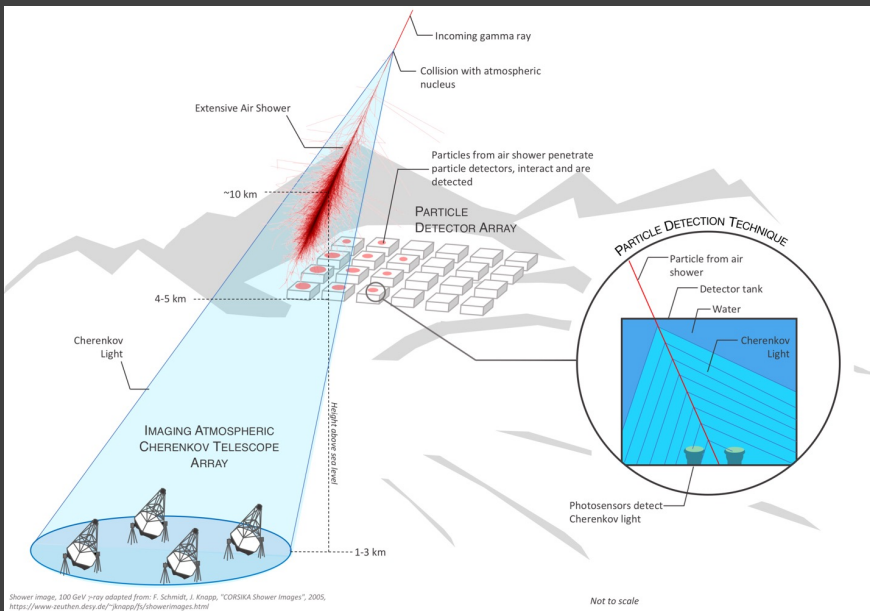 Incoming gamma ray
Collision with atmospheric
nucleus
Extensive Air Shower
Particles from air shower penetrate
particle detectors, interact and are
detected
~10 km
PARTICLE
DETECTOR ARRAY
4-5 km
Cherenkov
Light
Height above sea level
IMAGING ATMOSPHERIC
CHERENKOV TELESCOPE
ARRAY
1-3 km
PARTICLE DETECTION TECHNIQUE
Particle from air
shower
Detector tank
Water
Cherenkov
Light
Photosensors detect
Cherenkov light
Shower image, 100 GeV γ-ray adapted from: F. Schmidt, J. Knapp, "CORSIKA Shower Images", 2005,
https://www-zeuthen.desy.de/~jknapp/fs/showerimages.html
Not to scale